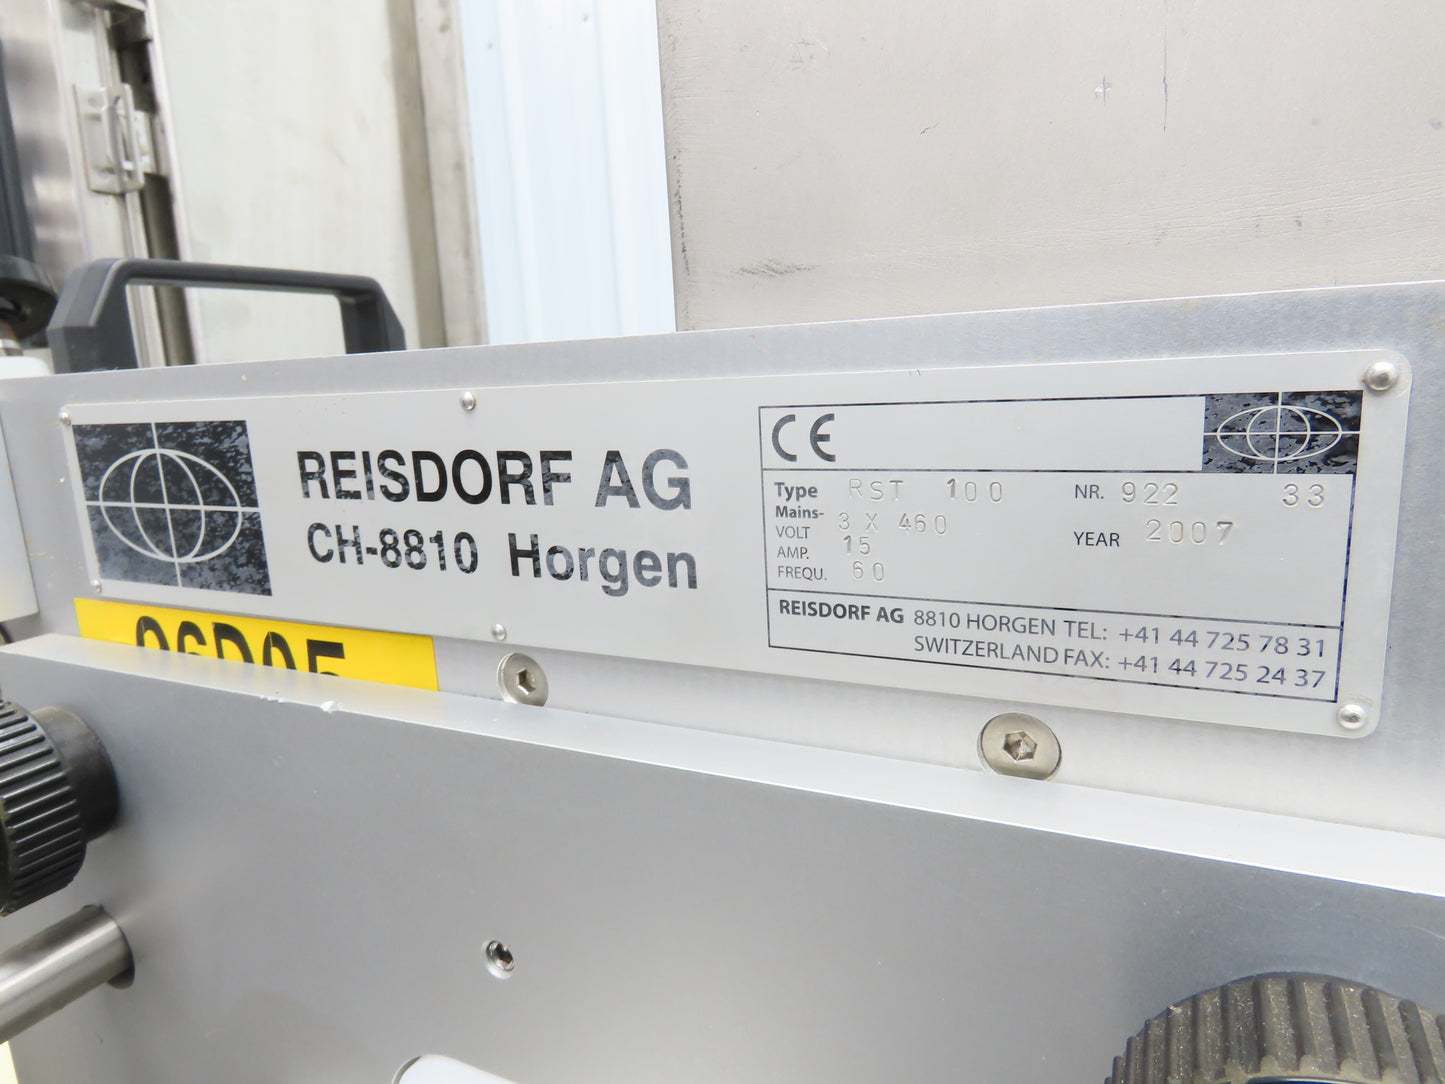 REISDORF AG
CH-8810 Horgen
CE
Type RST 100 NR. 922 33
Mains-
VOLT 3 X 460 YEAR 2007
AMP. 15
FREQU. 60
REISDORF AG 8810 HORGEN TEL: +41 44 725 78 31
SWITZERLAND FAX: +41 44 725 24 37